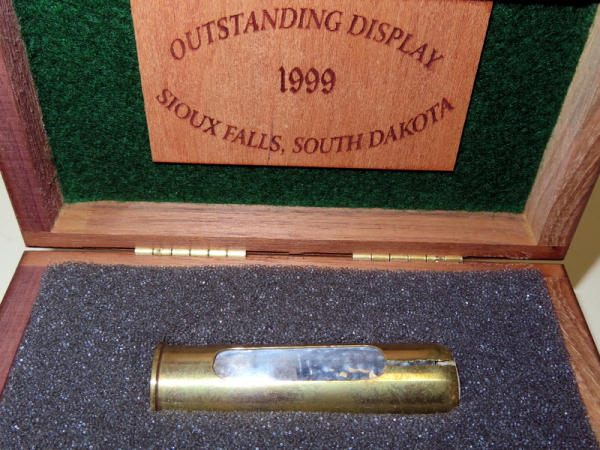 OUTSTANDING DISPLAY
1999
SIOUX FALLS, SOUTH DAKOTA